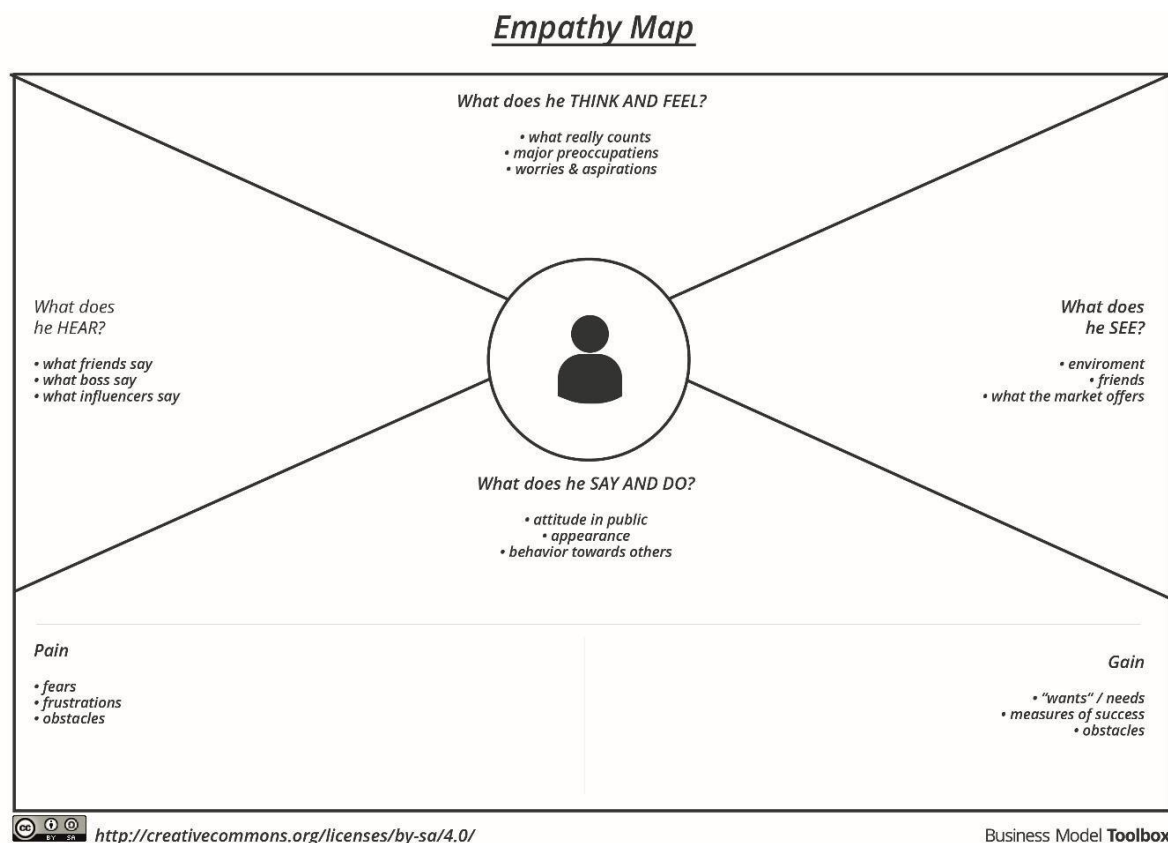 Empathy Map
What does he THINK AND FEEL?
• what really counts
• major preoccupatiens
• worries & aspirations
What does
he HEAR?
• what friends say
• what boss say
• what influencers say
What does
he SEE?
• enviroment
• friends
• what the market offers
What does he SAY AND DO?
• attitude in public
• appearance
• behavior towards others
Pain
• fears
• frustrations
• obstacles
Gain
• “wants“ / needs
• measures of success
• obstacles
cc BY SA http://creativecommons.org/licenses/by-sa/4.0/
Business Model Toolbox